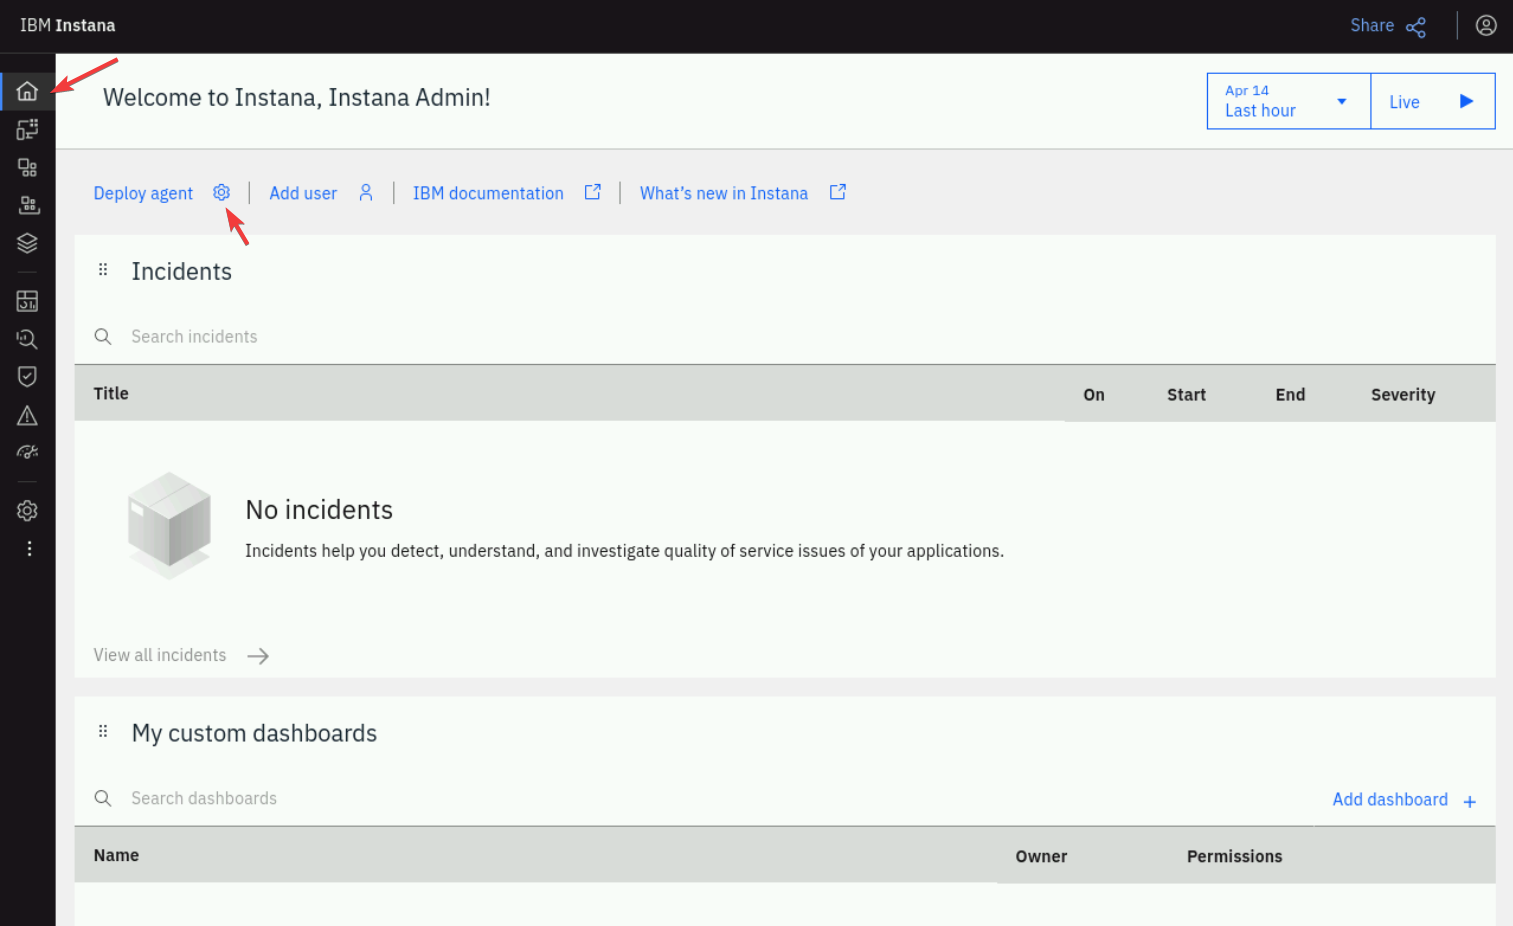 IBM Instana
Share
Welcome to Instana, Instana Admin!
Apr 14
Last hour
Live
Deploy agent
Add user
IBM documentation
What's new in Instana
Incidents
Search incidents
Title On Start End Severity
No incidents
Incidents help you detect, understand, and investigate quality of service issues of your applications.
View all incidents
My custom dashboards
Search dashboards
Add dashboard +
Name Owner Permissions